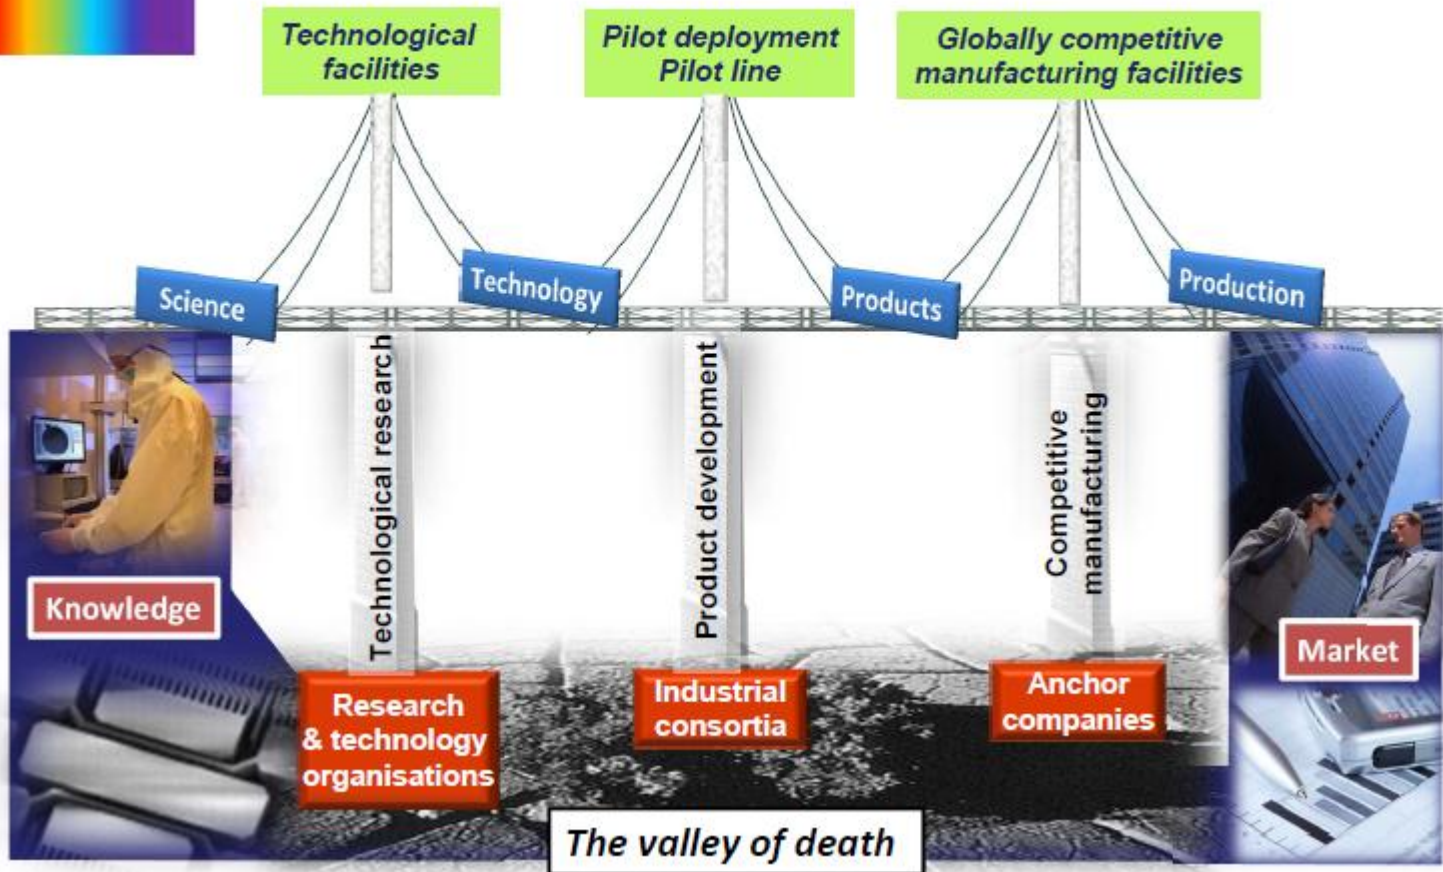 Technological
facilities
Pilot deployment
Pilot line
Globally competitive
manufacturing facilities
Science
Technology
Products
Production
Technological research
Product development
Competitive
manufacturing
Knowledge
Market
Research
& technology
organisations
Industrial
consortia
Anchor
companies
The valley of death